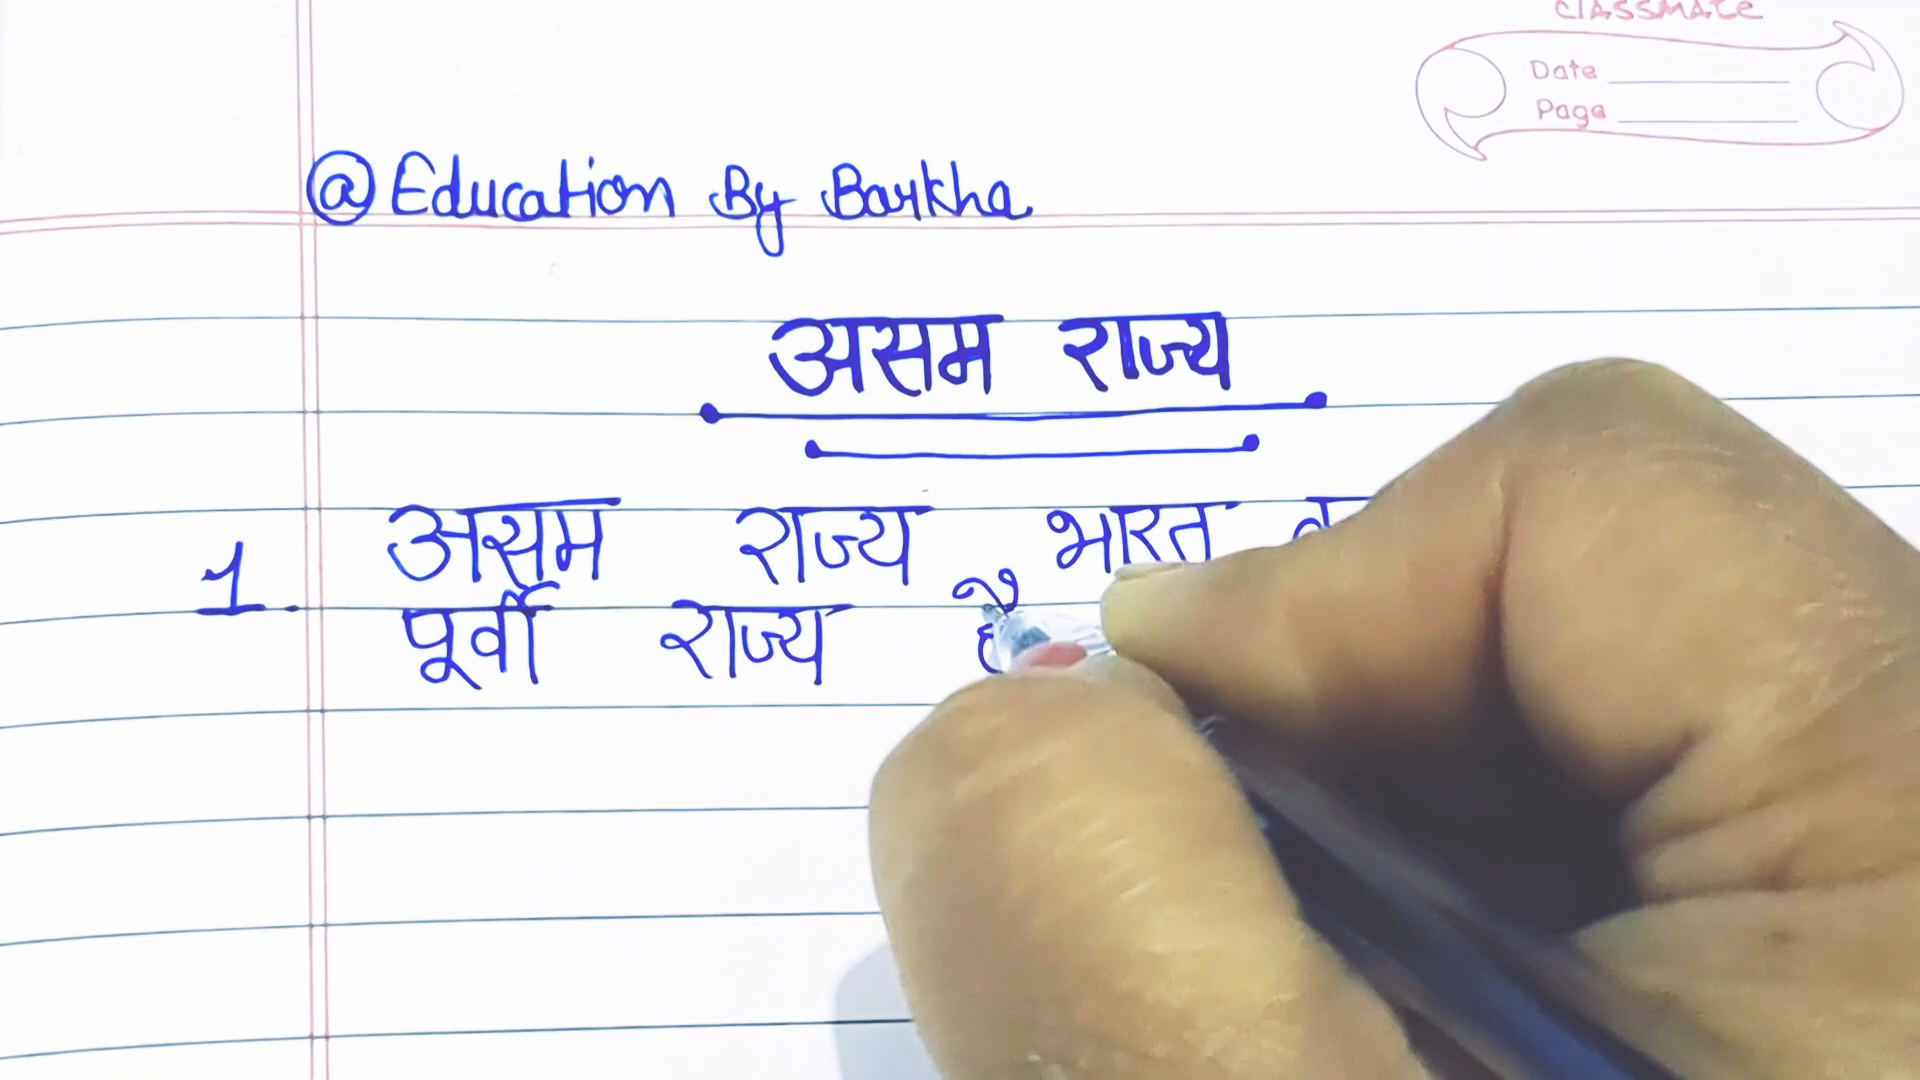 classmate
Date
Page
@Education By Barkha
असम राज्य
1. असम राज्य भारत
पूर्वी राज्य है